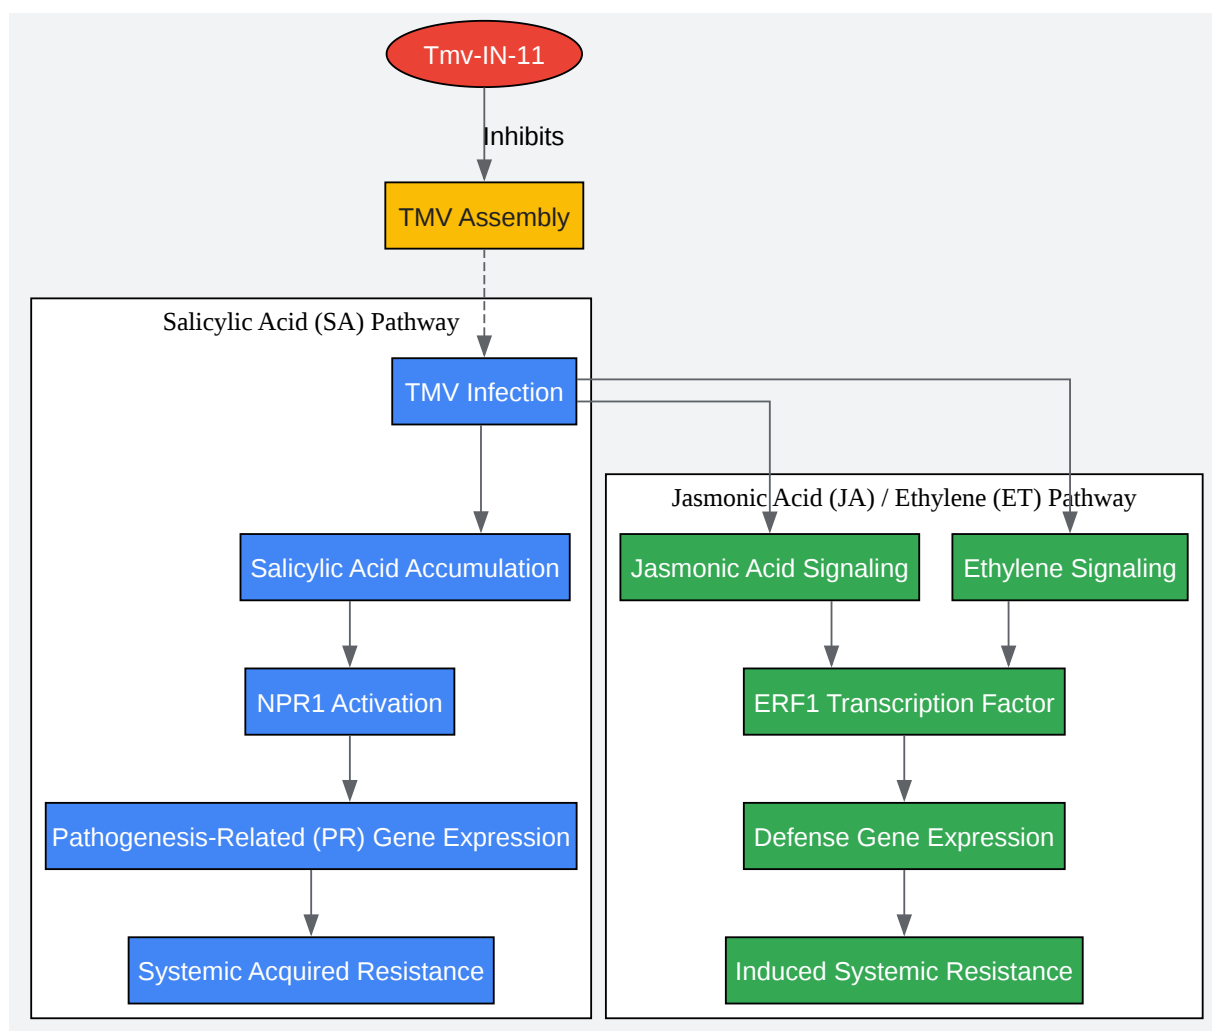 Tmv-IN-11
Inhibits
TMV Assembly
Salicylic Acid (SA) Pathway
TMV Infection
Jasmonic Acid (JA) / Ethylene (ET) Pathway
Salicylic Acid Accumulation
Jasmonic Acid Signaling
Ethylene Signaling
NPR1 Activation
ERF1 Transcription Factor
Pathogenesis-Related (PR) Gene Expression
Defense Gene Expression
Systemic Acquired Resistance
Induced Systemic Resistance